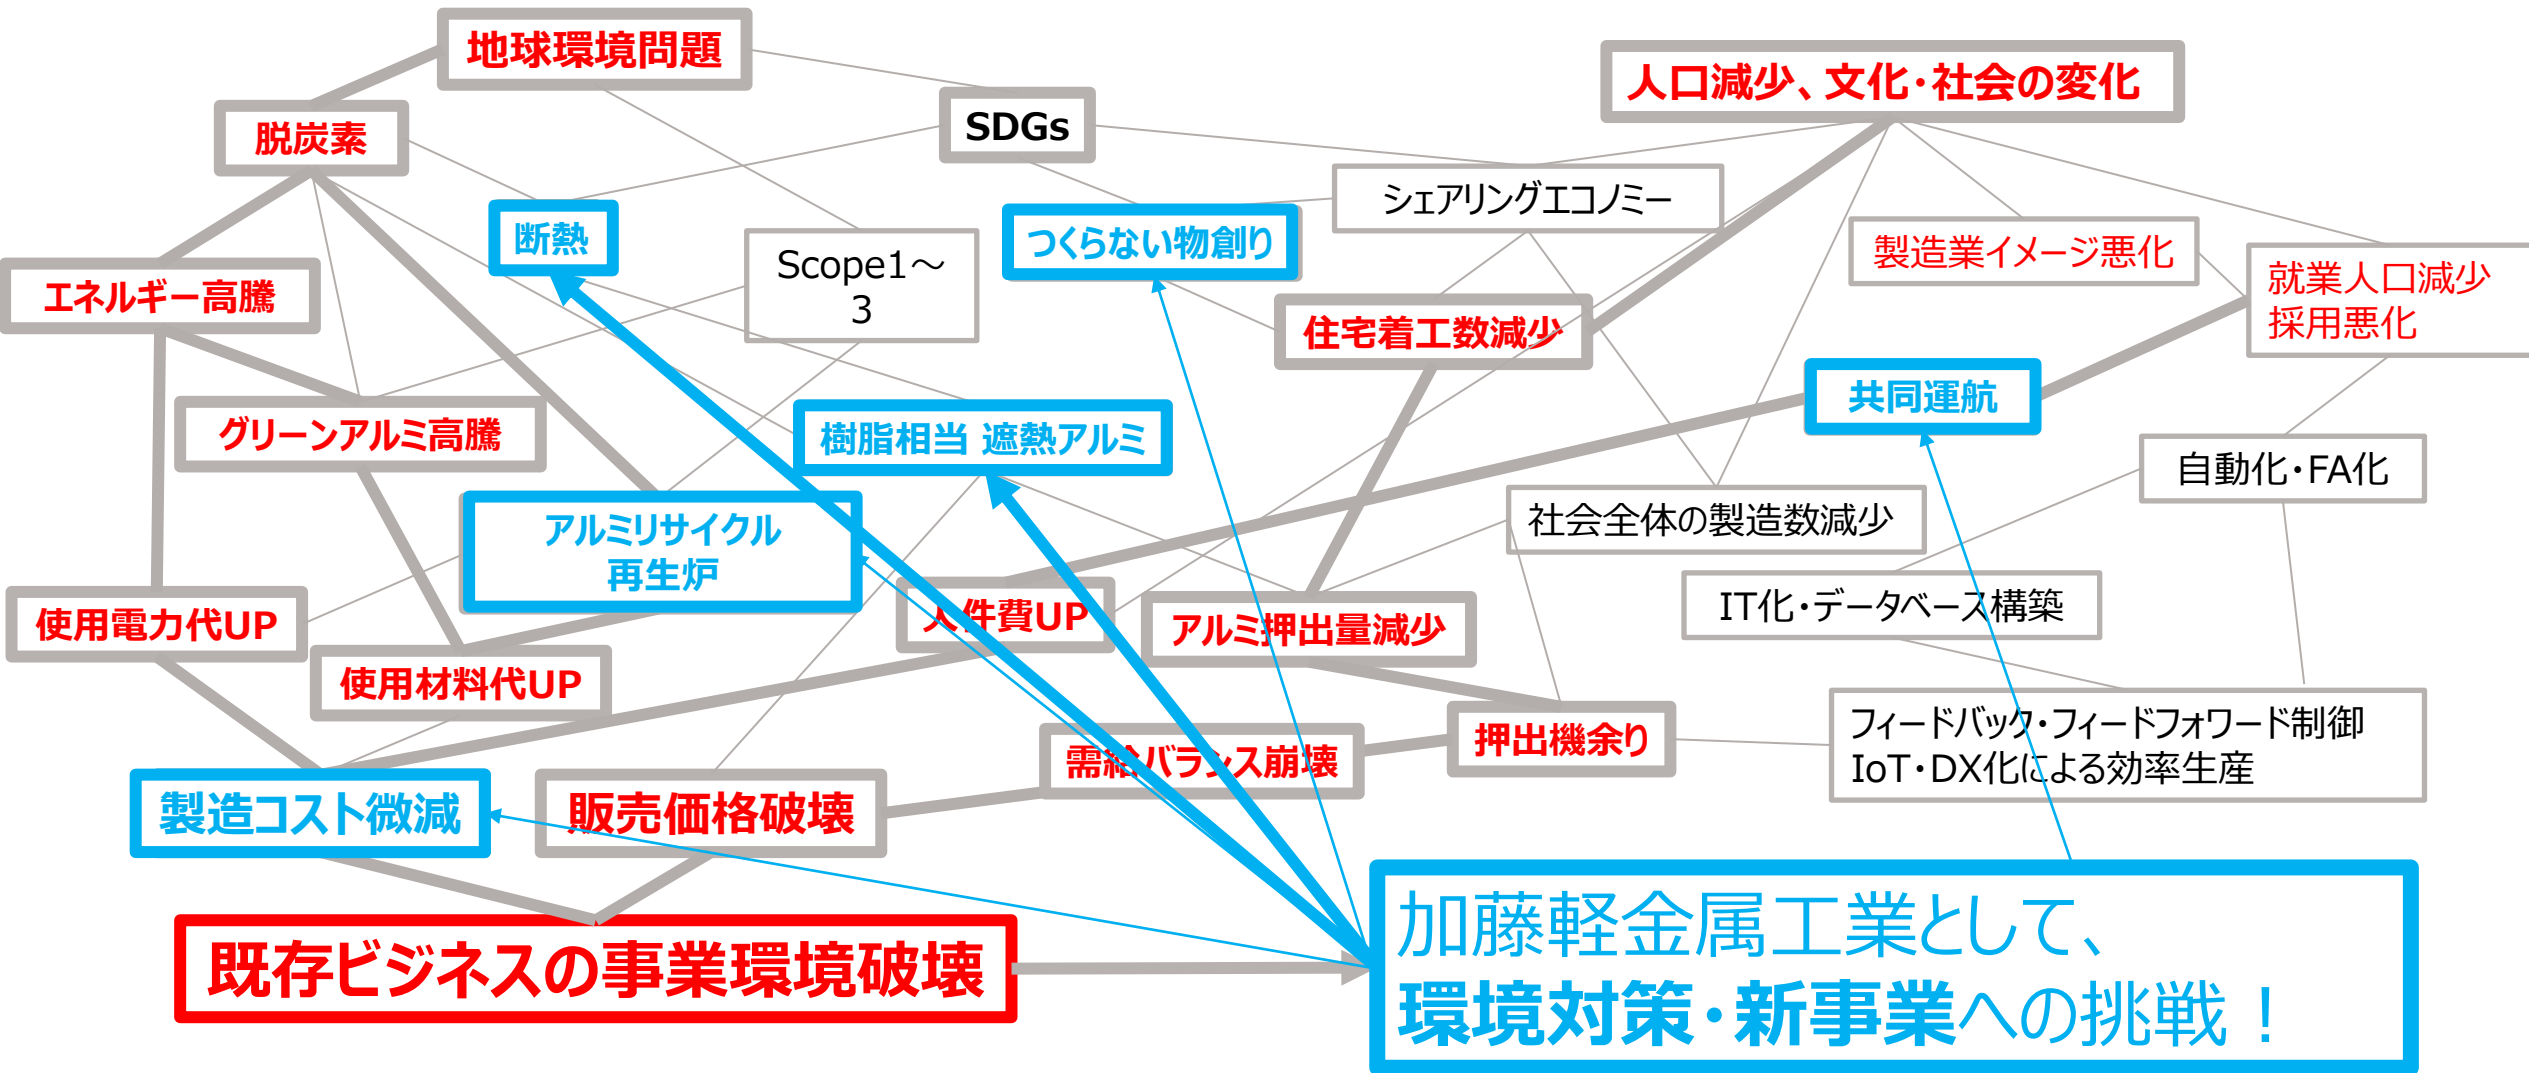 地球環境問題
人口減少、文化・社会の変化
SDGs
脱炭素
シェアリングエコノミー
断熱
つくらない物創り
製造業イメージ悪化
Scope1～
3
エネルギー高騰
就業人口減少
採用悪化
住宅着工数減少
共同運航
グリーンアルミ高騰
樹脂相当 遮熱アルミ
自動化・FA化
アルミリサイクル
再生炉
社会全体の製造数減少
使用電力代UP
人件費UP
アルミ押出量減少
IT化・データベース構築
使用材料代UP
フィードバック・フィードフォワード制御
IoT・DX化による効率生産
押出機余り
需給バランス崩壊
製造コスト微減
販売価格破壊
既存ビジネスの事業環境破壊
加藤軽金属工業として、
環境対策・新事業への挑戦！